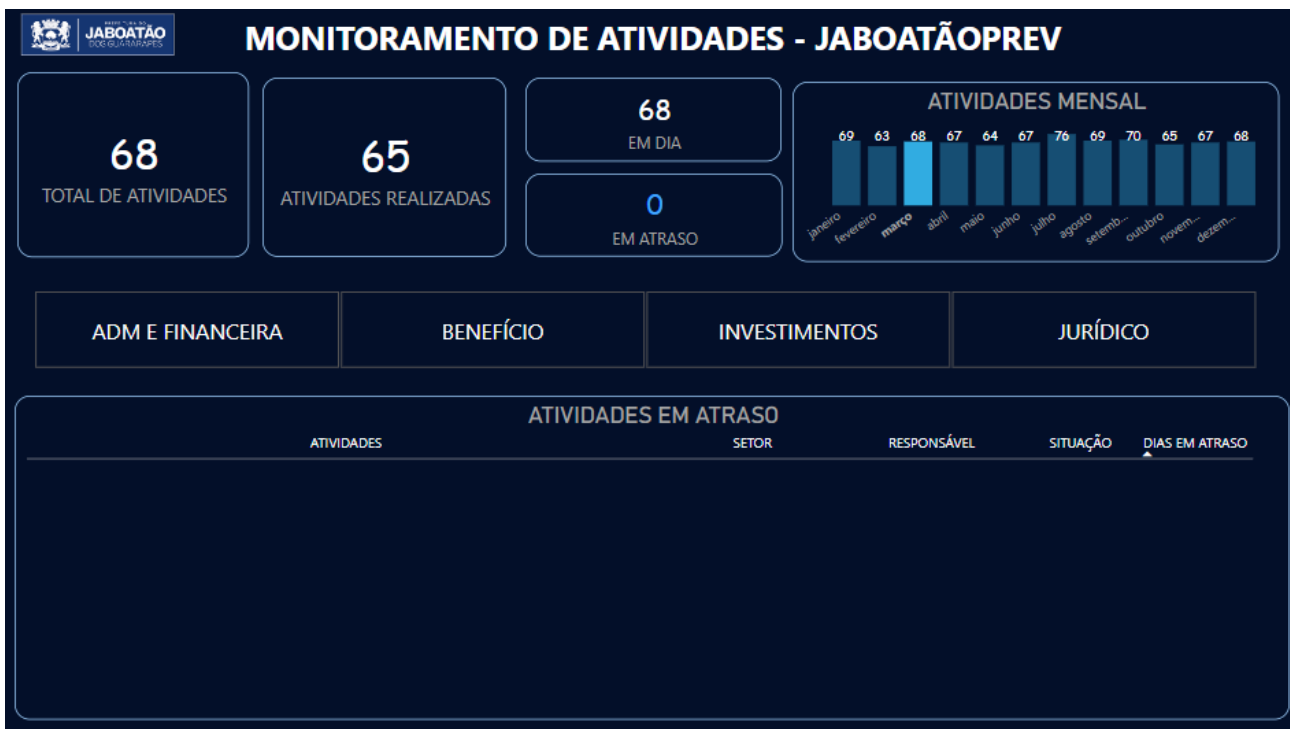 PREFEITURA DO
JABOATÃO
DOS GUARARAPES
MONITORAMENTO DE ATIVIDADES - JABOATÃOPREV
68
TOTAL DE ATIVIDADES
65
ATIVIDADES REALIZADAS
68
EM DIA
0
EM ATRASO
ATIVIDADES MENSAL
69 63 68 67 64 67 76 69 70 65 67 68
janeiro fevereiro março abril maio junho julho agosto setemb... outubro novem... dezem...
ADM E FINANCEIRA BENEFÍCIO INVESTIMENTOS JURÍDICO
ATIVIDADES EM ATRASO
ATIVIDADES SETOR RESPONSÁVEL SITUAÇÃO DIAS EM ATRASO